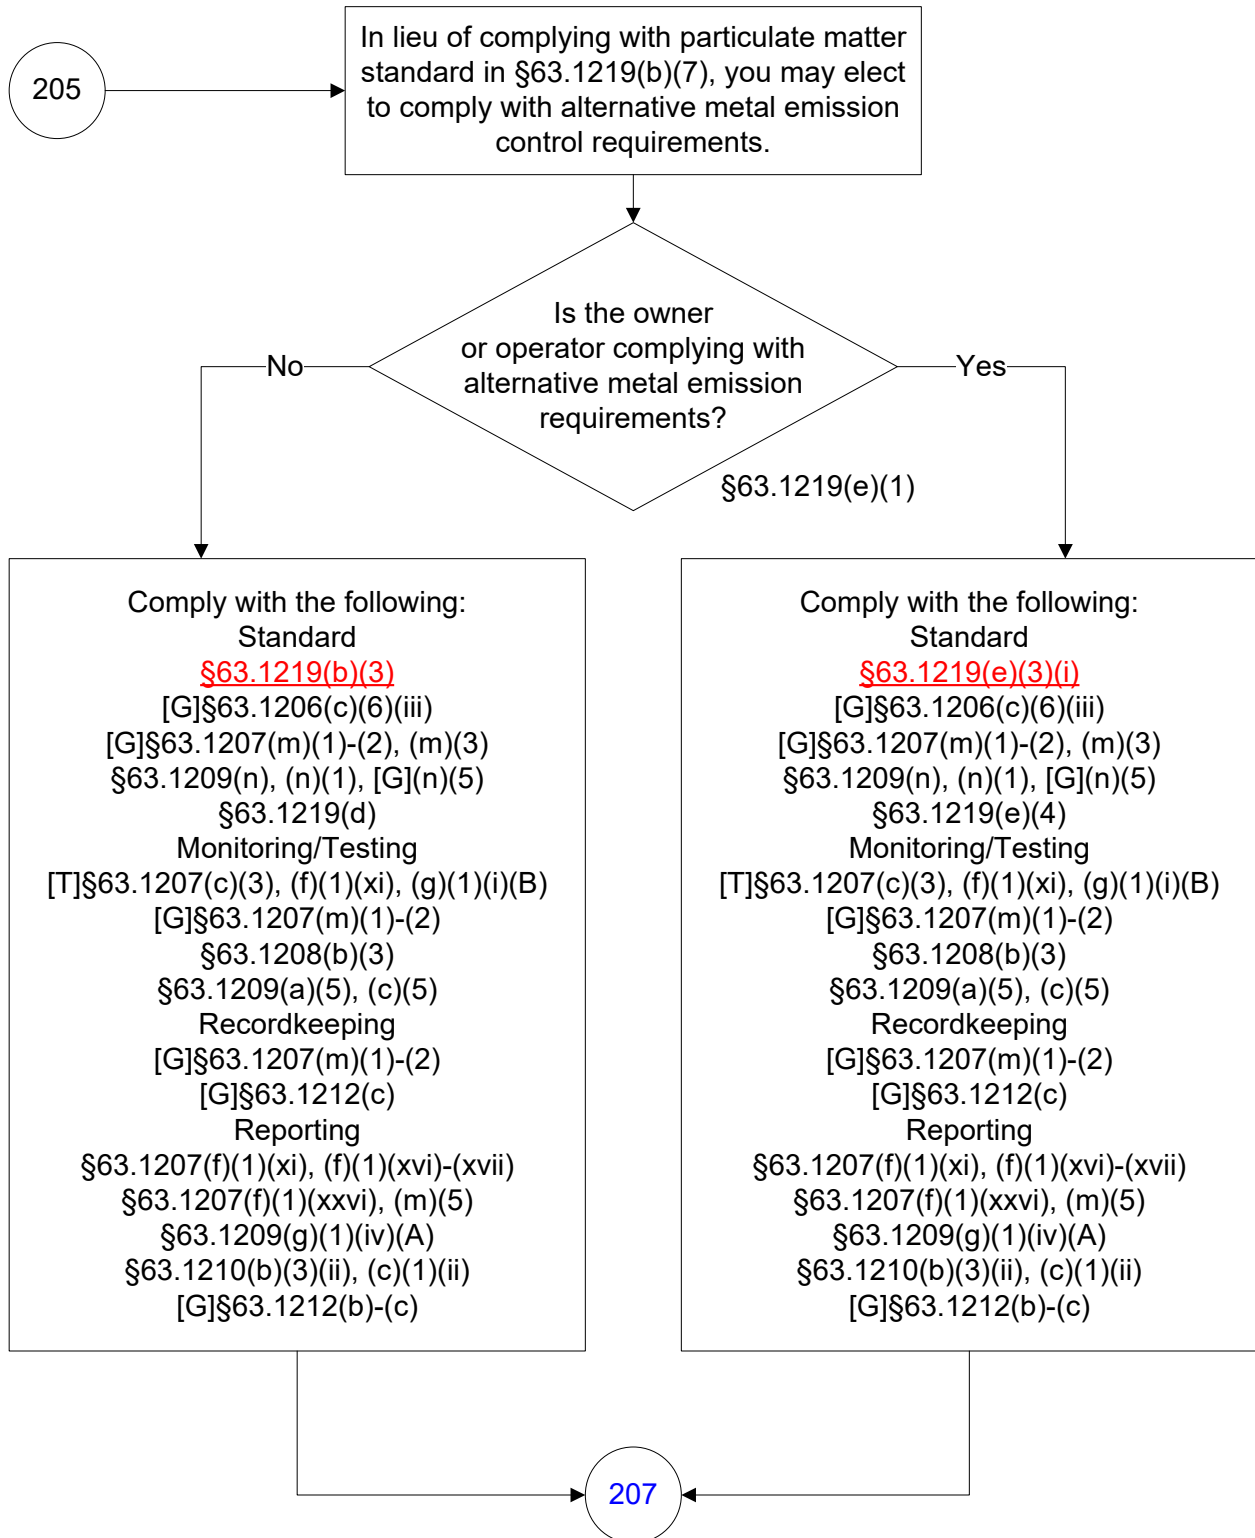 205
In lieu of complying with particulate matter
standard in §63.1219(b)(7), you may elect
to comply with alternative metal emission
control requirements.
Is the owner
or operator complying with
alternative metal emission
requirements?
No
Yes
§63.1219(e)(1)
Comply with the following:
Standard
§63.1219(b)(3)
[G]§63.1206(c)(6)(iii)
[G]§63.1207(m)(1)-(2), (m)(3)
§63.1209(n), (n)(1), [G](n)(5)
§63.1219(d)
Monitoring/Testing
[T]§63.1207(c)(3), (f)(1)(xi), (g)(1)(i)(B)
[G]§63.1207(m)(1)-(2)
§63.1208(b)(3)
§63.1209(a)(5), (c)(5)
Recordkeeping
[G]§63.1207(m)(1)-(2)
[G]§63.1212(c)
Reporting
§63.1207(f)(1)(xi), (f)(1)(xvi)-(xvii)
§63.1207(f)(1)(xxvi), (m)(5)
§63.1209(g)(1)(iv)(A)
§63.1210(b)(3)(ii), (c)(1)(ii)
[G]§63.1212(b)-(c)
Comply with the following:
Standard
§63.1219(e)(3)(i)
[G]§63.1206(c)(6)(iii)
[G]§63.1207(m)(1)-(2), (m)(3)
§63.1209(n), (n)(1), [G](n)(5)
§63.1219(e)(4)
Monitoring/Testing
[T]§63.1207(c)(3), (f)(1)(xi), (g)(1)(i)(B)
[G]§63.1207(m)(1)-(2)
§63.1208(b)(3)
§63.1209(a)(5), (c)(5)
Recordkeeping
[G]§63.1207(m)(1)-(2)
[G]§63.1212(c)
Reporting
§63.1207(f)(1)(xi), (f)(1)(xvi)-(xvii)
§63.1207(f)(1)(xxvi), (m)(5)
§63.1209(g)(1)(iv)(A)
§63.1210(b)(3)(ii), (c)(1)(ii)
[G]§63.1212(b)-(c)
207